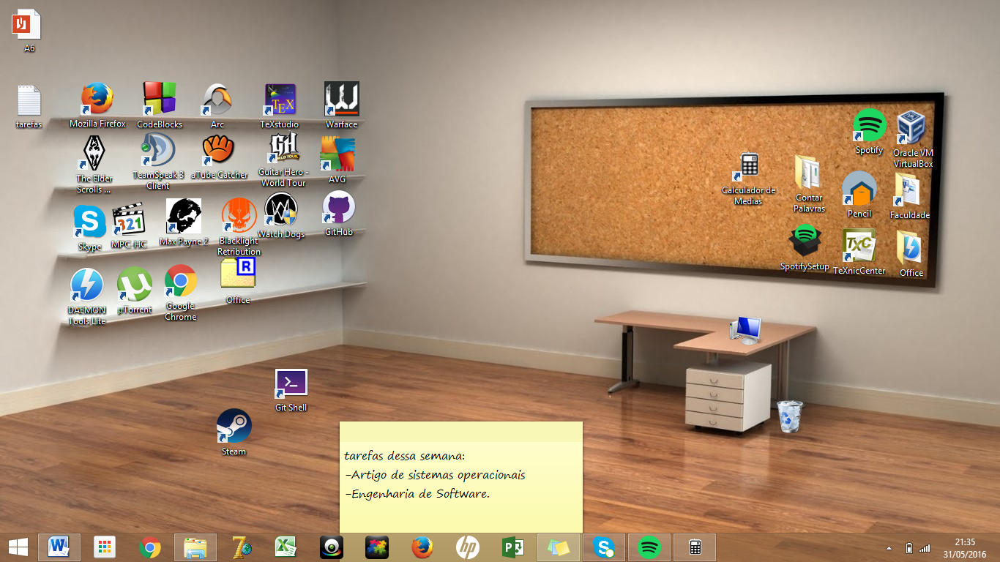 A6
tarefas
Mozilla Firefox
CodeBlocks
Arc
TeXstudio
Warface
The Elder
Scrolls ...
TeamSpeak 3
Client
aTube Catcher
Guitar Hero -
World Tour
AVG
Skype
MPC-HC
Max Payne 2
Blacklight
Retribution
Watch Dogs
GitHub
DAEMON
Tools Lite
µTorrent
Google
Chrome
Office
Git Shell
Steam
Spotify
Oracle VM
VirtualBox
Calculador de
Medias
Contar
Palavras
Pencil
Faculdade
SpotifySetup
TeXnicCenter
Office
tarefas dessa semana:
-Artigo de sistemas operacionais
-Engenharia de Software.
21:35
31/05/2016